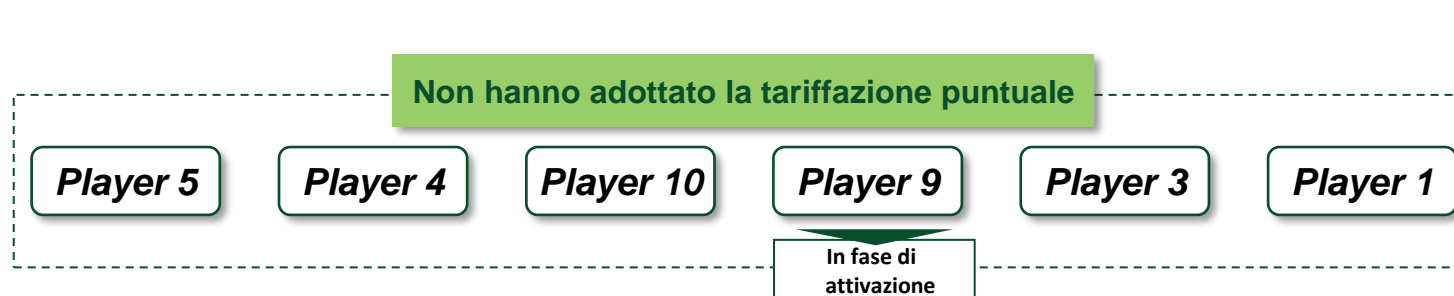 Non hanno adottato la tariffazione puntuale
Player 5 Player 4 Player 10 Player 9 Player 3 Player 1
In fase di
attivazione